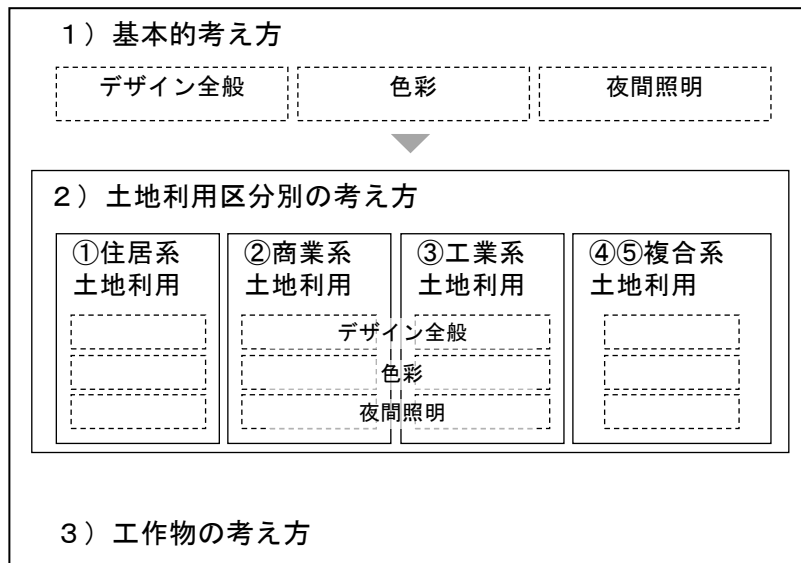 １）基本的考え方
デザイン全般
色彩
夜間照明
２）土地利用区分別の考え方
①住居系
土地利用
②商業系
土地利用
③工業系
土地利用
④⑤複合系
土地利用
デザイン全般
色彩
夜間照明
３）工作物の考え方